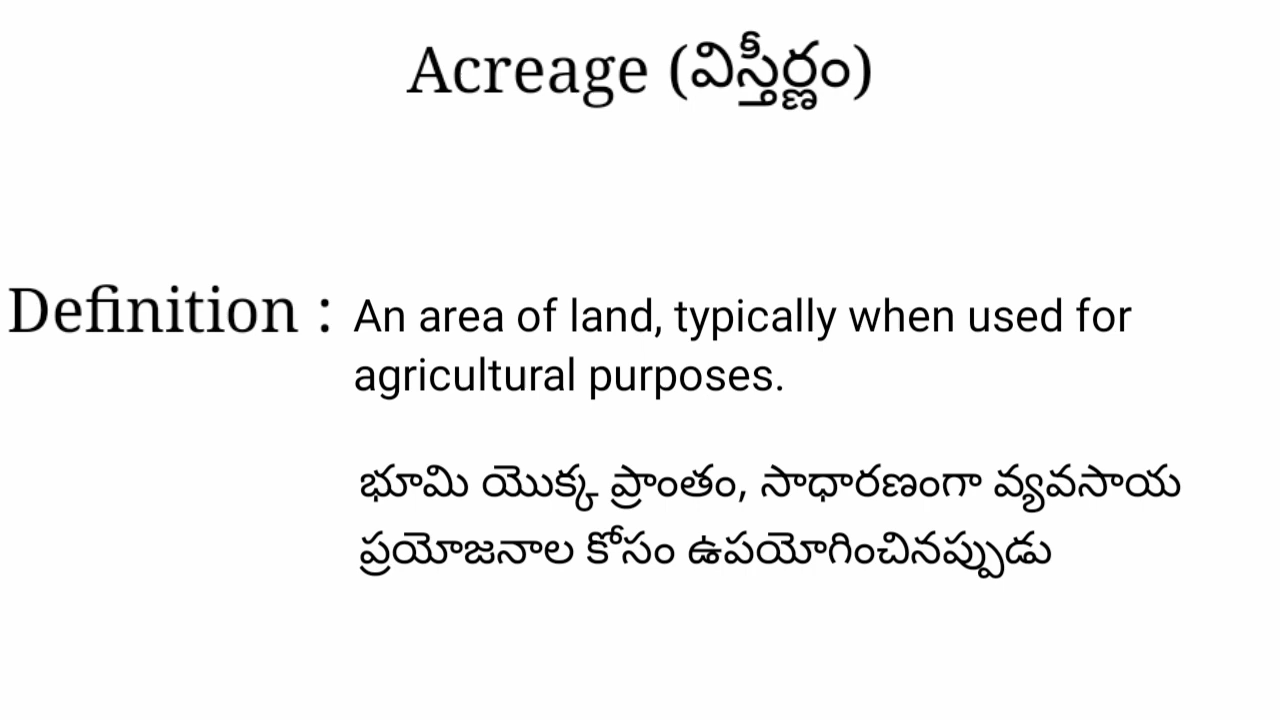 Acreage (విస్తీర్ణం)
Definition : An area of land, typically when used for
agricultural purposes.
భూమి యొక్క ప్రాంతం, సాధారణంగా వ్యవసాయ
ప్రయోజనాల కోసం ఉపయోగించినప్పుడు